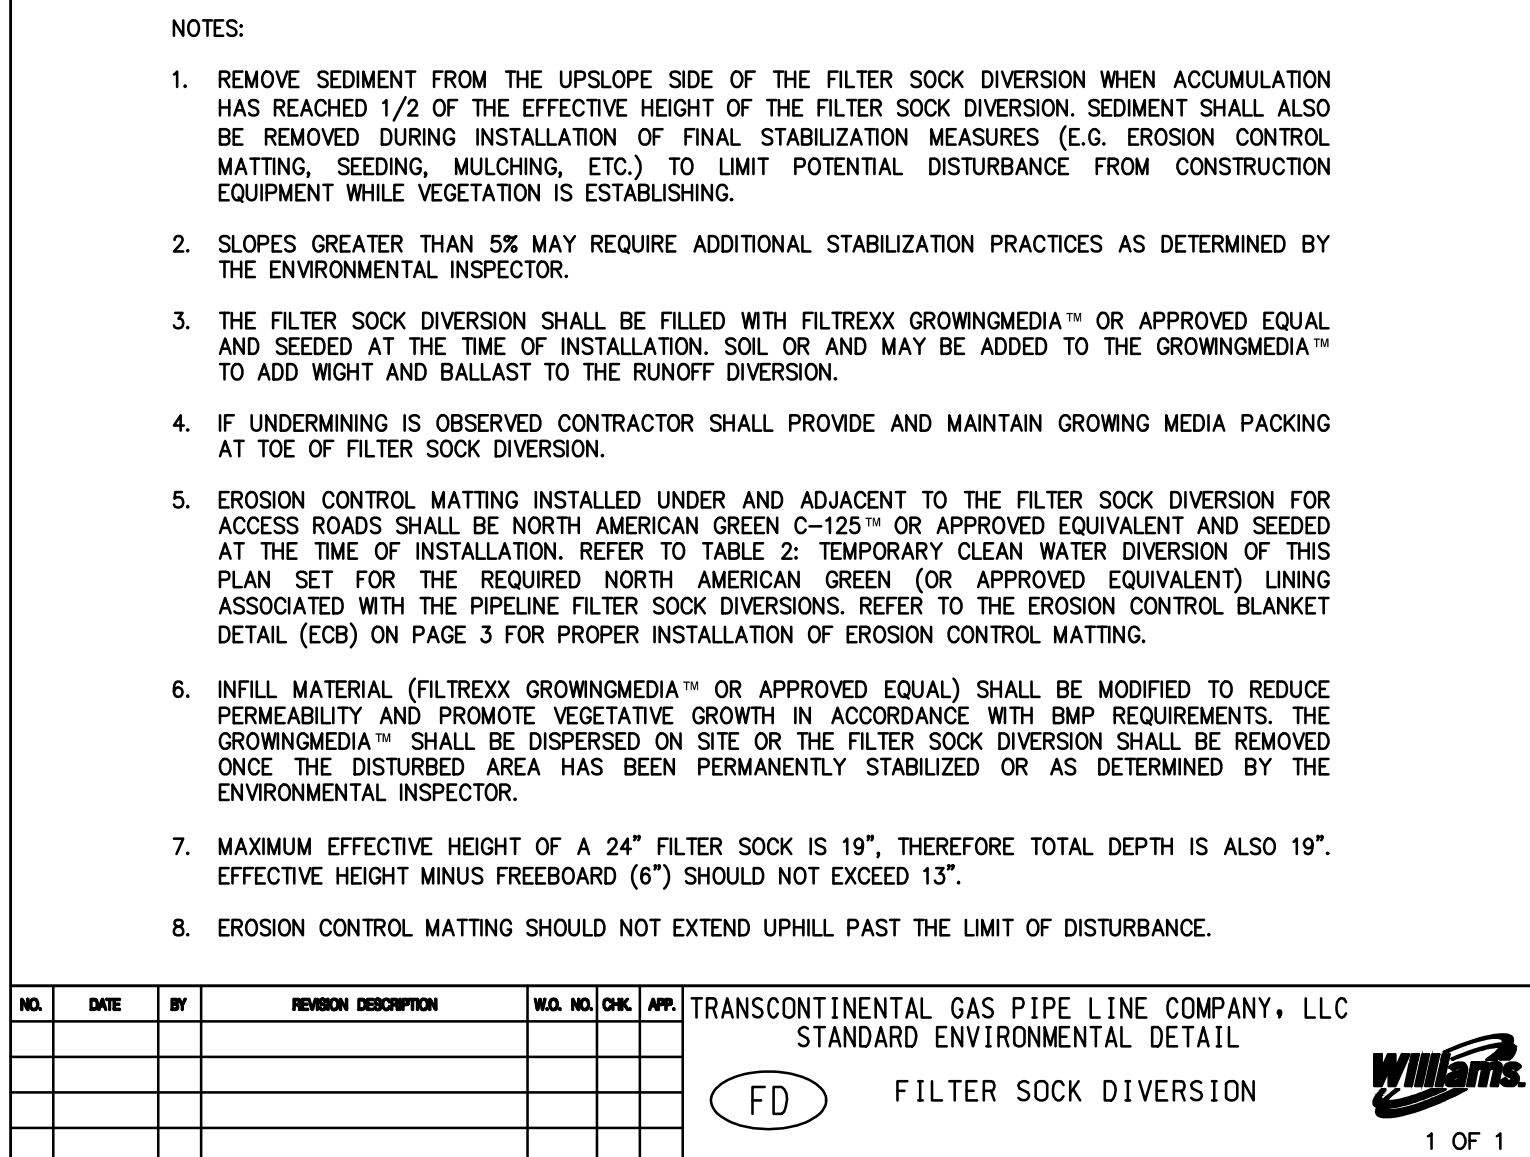 NOTES:
1. REMOVE SEDIMENT FROM THE UPSLOPE SIDE OF THE FILTER SOCK DIVERSION WHEN ACCUMULATION
HAS REACHED 1/2 OF THE EFFECTIVE HEIGHT OF THE FILTER SOCK DIVERSION. SEDIMENT SHALL ALSO
BE REMOVED DURING INSTALLATION OF FINAL STABILIZATION MEASURES (E.G. EROSION CONTROL
MATTING, SEEDING, MULCHING, ETC.) TO LIMIT POTENTIAL DISTURBANCE FROM CONSTRUCTION
EQUIPMENT WHILE VEGETATION IS ESTABLISHING.
2. SLOPES GREATER THAN 5% MAY REQUIRE ADDITIONAL STABILIZATION PRACTICES AS DETERMINED BY
THE ENVIRONMENTAL INSPECTOR.
3. THE FILTER SOCK DIVERSION SHALL BE FILLED WITH FILTREXX GROWINGMEDIA™ OR APPROVED EQUAL
AND SEEDED AT THE TIME OF INSTALLATION. SOIL OR AND MAY BE ADDED TO THE GROWINGMEDIA™
TO ADD WIGHT AND BALLAST TO THE RUNOFF DIVERSION.
4. IF UNDERMINING IS OBSERVED CONTRACTOR SHALL PROVIDE AND MAINTAIN GROWING MEDIA PACKING
AT TOE OF FILTER SOCK DIVERSION.
5. EROSION CONTROL MATTING INSTALLED UNDER AND ADJACENT TO THE FILTER SOCK DIVERSION FOR
ACCESS ROADS SHALL BE NORTH AMERICAN GREEN C-125™ OR APPROVED EQUIVALENT AND SEEDED
AT THE TIME OF INSTALLATION. REFER TO TABLE 2: TEMPORARY CLEAN WATER DIVERSION OF THIS
PLAN SET FOR THE REQUIRED NORTH AMERICAN GREEN (OR APPROVED EQUIVALENT) LINING
ASSOCIATED WITH THE PIPELINE FILTER SOCK DIVERSIONS. REFER TO THE EROSION CONTROL BLANKET
DETAIL (ECB) ON PAGE 3 FOR PROPER INSTALLATION OF EROSION CONTROL MATTING.
6. INFILL MATERIAL (FILTREXX GROWINGMEDIA™ OR APPROVED EQUAL) SHALL BE MODIFIED TO REDUCE
PERMEABILITY AND PROMOTE VEGETATIVE GROWTH IN ACCORDANCE WITH BMP REQUIREMENTS. THE
GROWINGMEDIA™ SHALL BE DISPERSED ON SITE OR THE FILTER SOCK DIVERSION SHALL BE REMOVED
ONCE THE DISTURBED AREA HAS BEEN PERMANENTLY STABILIZED OR AS DETERMINED BY THE
ENVIRONMENTAL INSPECTOR.
7. MAXIMUM EFFECTIVE HEIGHT OF A 24" FILTER SOCK IS 19", THEREFORE TOTAL DEPTH IS ALSO 19".
EFFECTIVE HEIGHT MINUS FREEBOARD (6") SHOULD NOT EXCEED 13".
8. EROSION CONTROL MATTING SHOULD NOT EXTEND UPHILL PAST THE LIMIT OF DISTURBANCE.
NO. DATE BY REVISION DESCRIPTION W.O. NO. CHK. APP.
TRANSCONTINENTAL GAS PIPE LINE COMPANY, LLC
STANDARD ENVIRONMENTAL DETAIL
FD FILTER SOCK DIVERSION
Williams.
1 OF 1